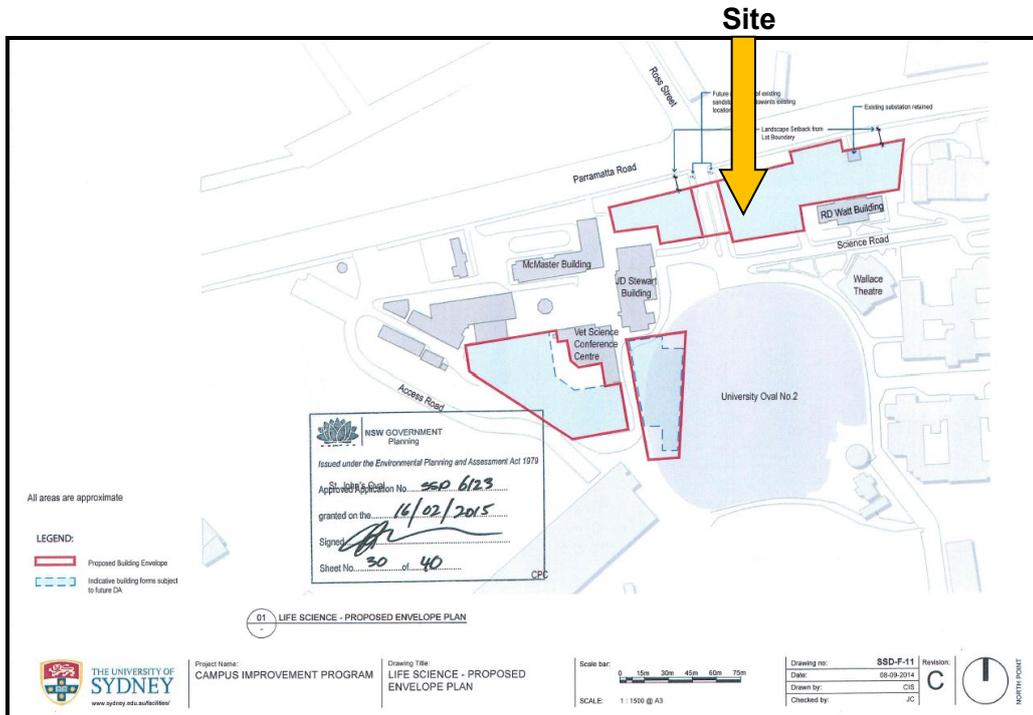 Site
Ross Street
Future
of existing
sandsto
towards existing
location
Existing substation retained
Landscape Setback from
Lot Boundary
Parramatta Road
RD Watt Building
Science Road
McMaster Building
JD Stewart
Building
Wallace
Theatre
Vet Science
Conference
Centre
Access Road
University Oval No.2
NSW GOVERNMENT
Planning
Issued under the Environmental Planning and Assessment Act 1979
St. John's Oval
Approved Application No. SSD 6123
granted on the 16/02/2015
Signed
Sheet No. 30 of 40
CPC
All areas are approximate
LEGEND:
Proposed Building Envelope
Indicative building forms subject
to future DA
01 LIFE SCIENCE - PROPOSED ENVELOPE PLAN
-
THE UNIVERSITY OF
SYDNEY
www.sydney.edu.au/facilities/
Project Name:
CAMPUS IMPROVEMENT PROGRAM
Drawing Title:
LIFE SCIENCE - PROPOSED
ENVELOPE PLAN
Scale bar:
0 15m 30m 45m 60m 75m
SCALE: 1 : 1500 @ A3
Drawing no: SSD-F-11
Date: 08-09-2014
Drawn by: CIS
Checked by: JC
Revision:
C
NORTH POINT